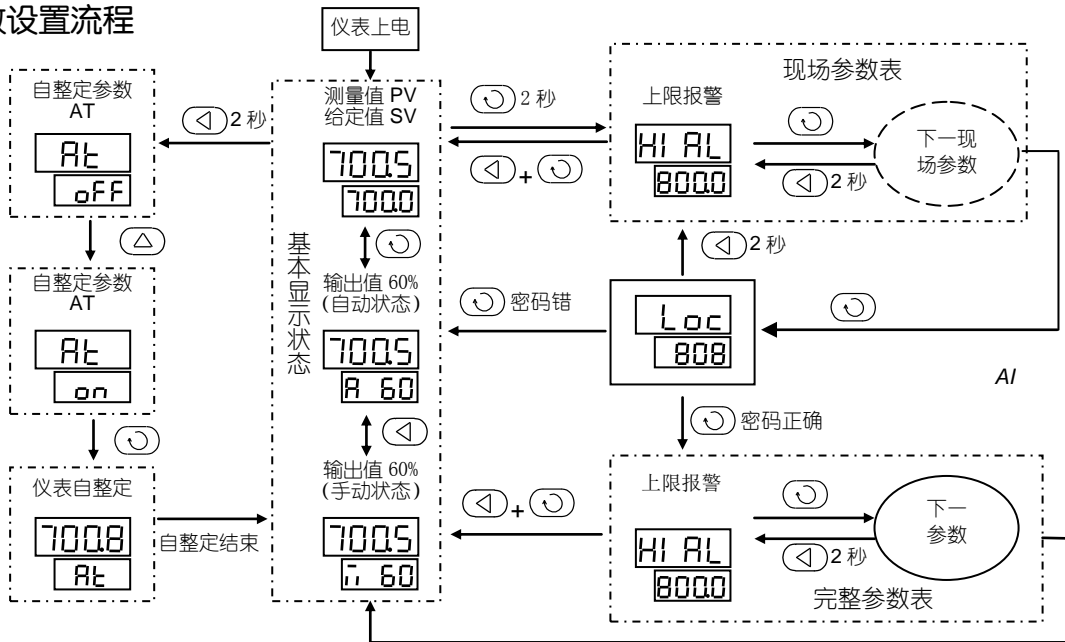 数设置流程
仪表上电
自整定参数
AT
At
oFF
自整定参数
AT
At
on
仪表自整定
700.8
At
2 秒
自整定结束
基本显示状态
测量值 PV
给定值 SV
700.5
700.0
输出值 60%
(自动状态)
700.5
A 60
输出值 60%
(手动状态)
700.5
2 秒
+
密码错
+
现场参数表
上限报警
HI AL
800.0
2 秒
下一现
场参数
2 秒
Loc
808
AI
密码正确
上限报警
HI AL
800.0
2 秒
下一
参数
完整参数表